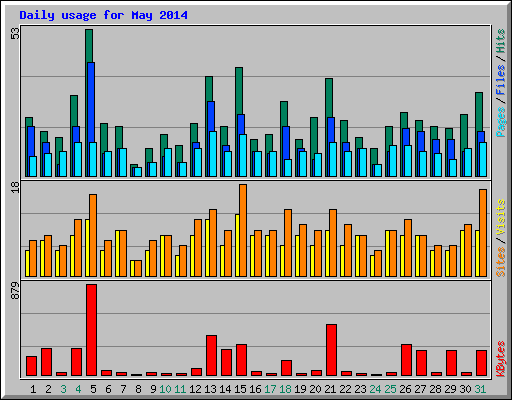 Daily usage for May 2014
53
Pages/Files/Hits
18
Sites/Visits
879
KBytes
1 2 3 4 5 6 7 8 9 10 11 12 13 14 15 16 17 18 19 20 21 22 23 24 25 26 27 28 29 30 31